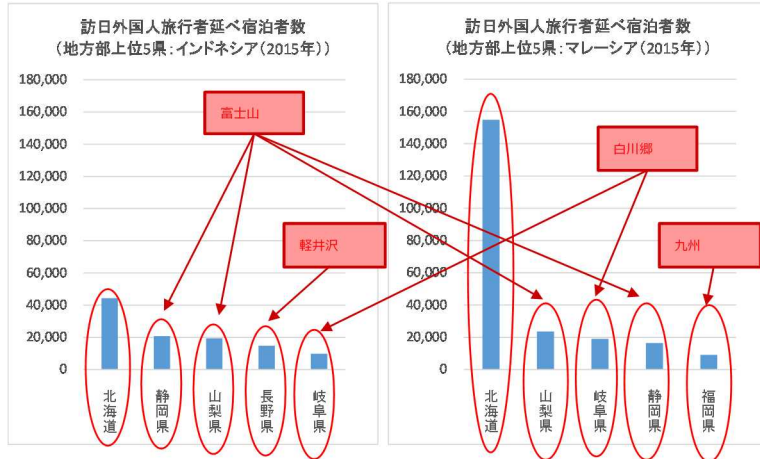 訪日外国人旅行者延べ宿泊者数
(地方部上位5県:インドネシア(2015年))
180,000
160,000
140,000
120,000
100,000
80,000
60,000
40,000
20,000
0
富士山
軽井沢
北海道
静岡県
山梨県
長野県
岐阜県
訪日外国人旅行者延べ宿泊者数
(地方部上位5県:マレーシア(2015年))
180,000
160,000
140,000
120,000
100,000
80,000
60,000
40,000
20,000
0
白川郷
九州
北海道
山梨県
岐阜県
静岡県
福岡県